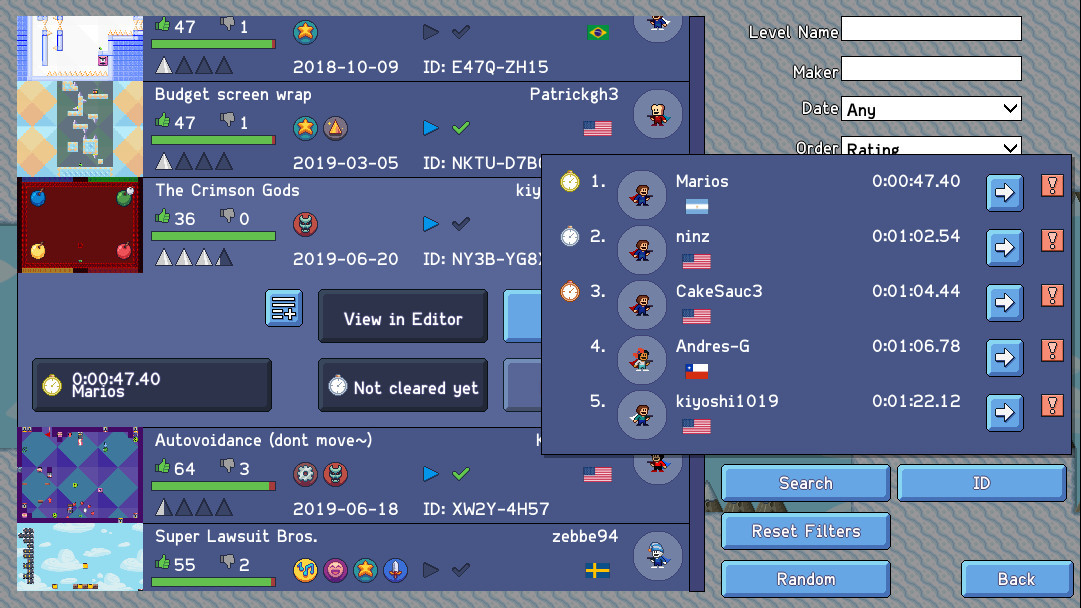 47 1
2018-10-09 ID: E47Q-ZH15
Budget screen wrap Patrickgh3
47 1
2019-03-05 ID: NKTU-D7B
The Crimson Gods kiy
36 0
2019-06-20 ID: NY3B-YG8
View in Editor
0:00:47.40
Marios
Not cleared yet
Autovoidance (dont move~)
64 3
2019-06-18 ID: XW2Y-4H57
Super Lawsuit Bros. zebbe94
55 2
Level Name
Maker
Date Any
Order Rating
1. Marios 0:00:47.40
2. ninz 0:01:02.54
3. CakeSauc3 0:01:04.44
4. Andres-G 0:01:06.78
5. kiyoshi1019 0:01:22.12
Search ID
Reset Filters
Random Back